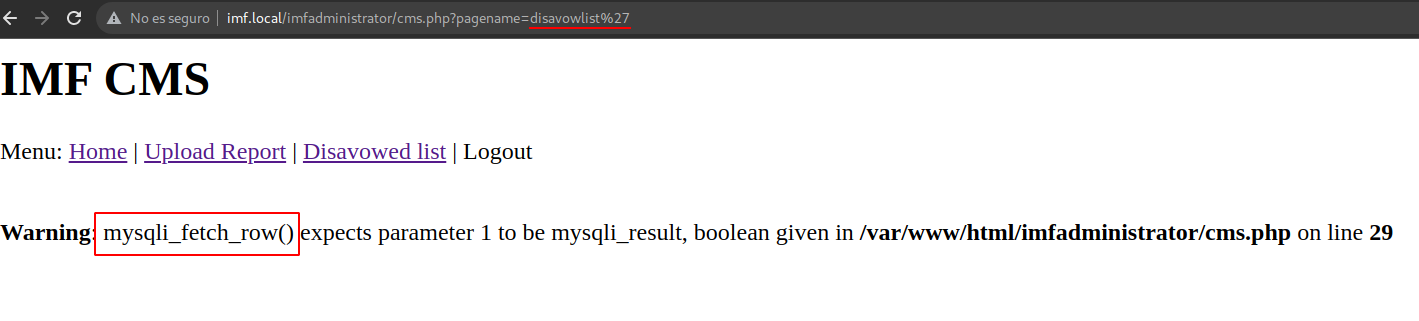 No es seguro | imf.local/imfadministrator/cms.php?pagename=disavowlist%27
IMF CMS
Menu: Home | Upload Report | Disavowed list | Logout
Warning: mysqli_fetch_row() expects parameter 1 to be mysqli_result, boolean given in /var/www/html/imfadministrator/cms.php on line 29